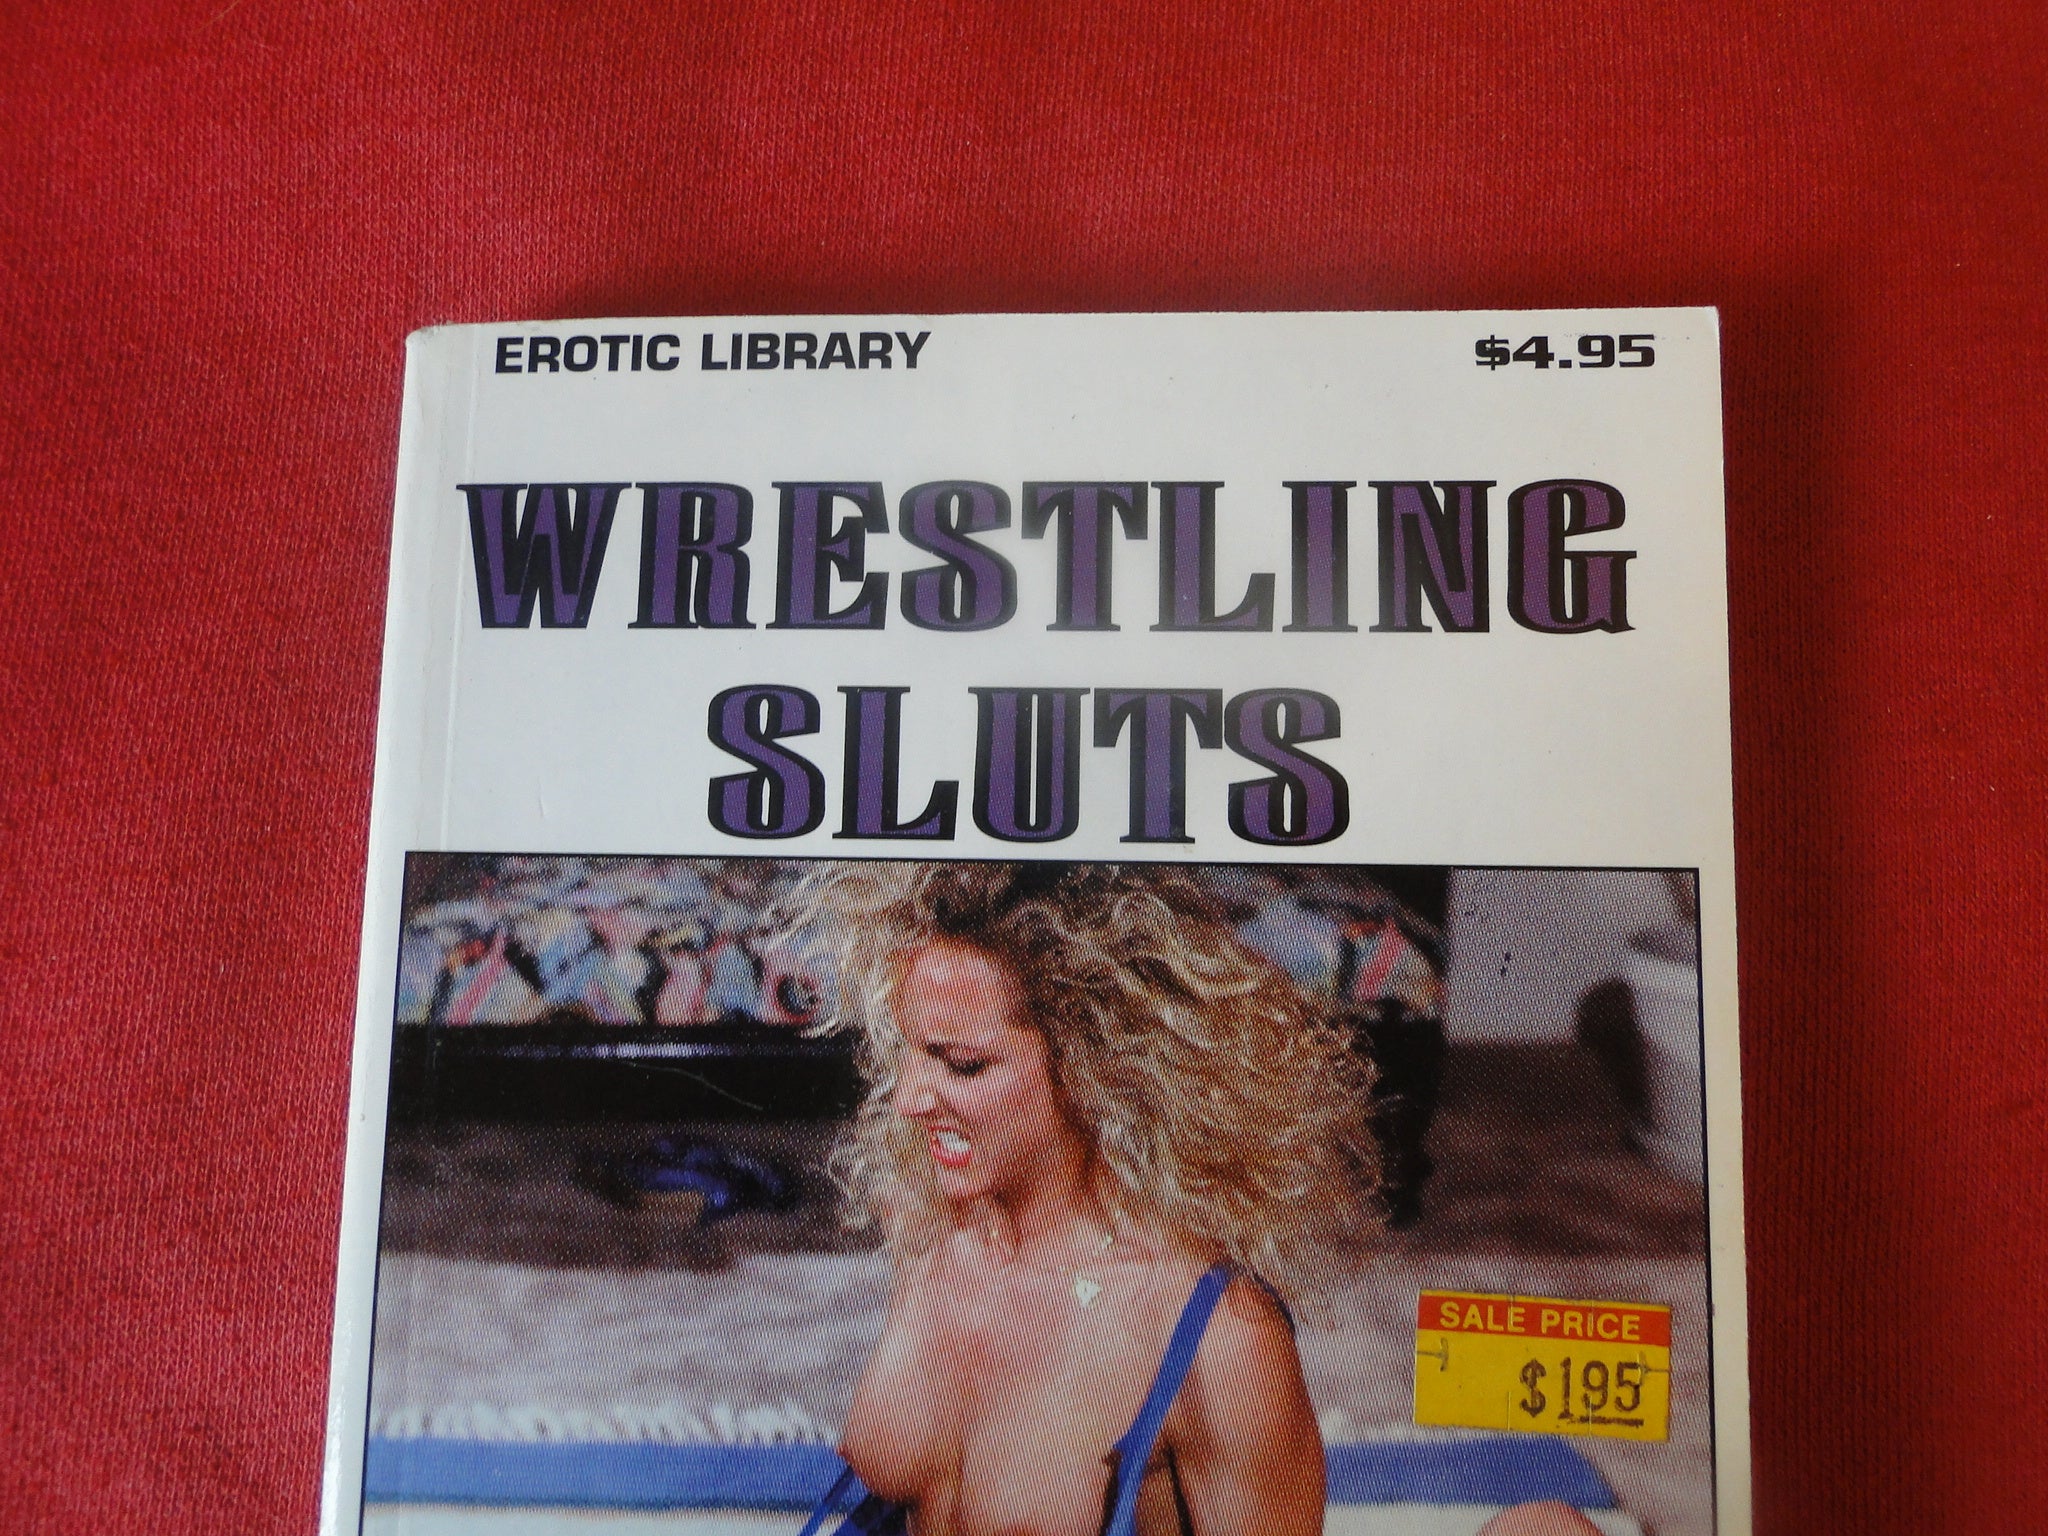 EROTIC LIBRARY
$4.95
WRESTLING
SLUTS
SALE PRICE
$195